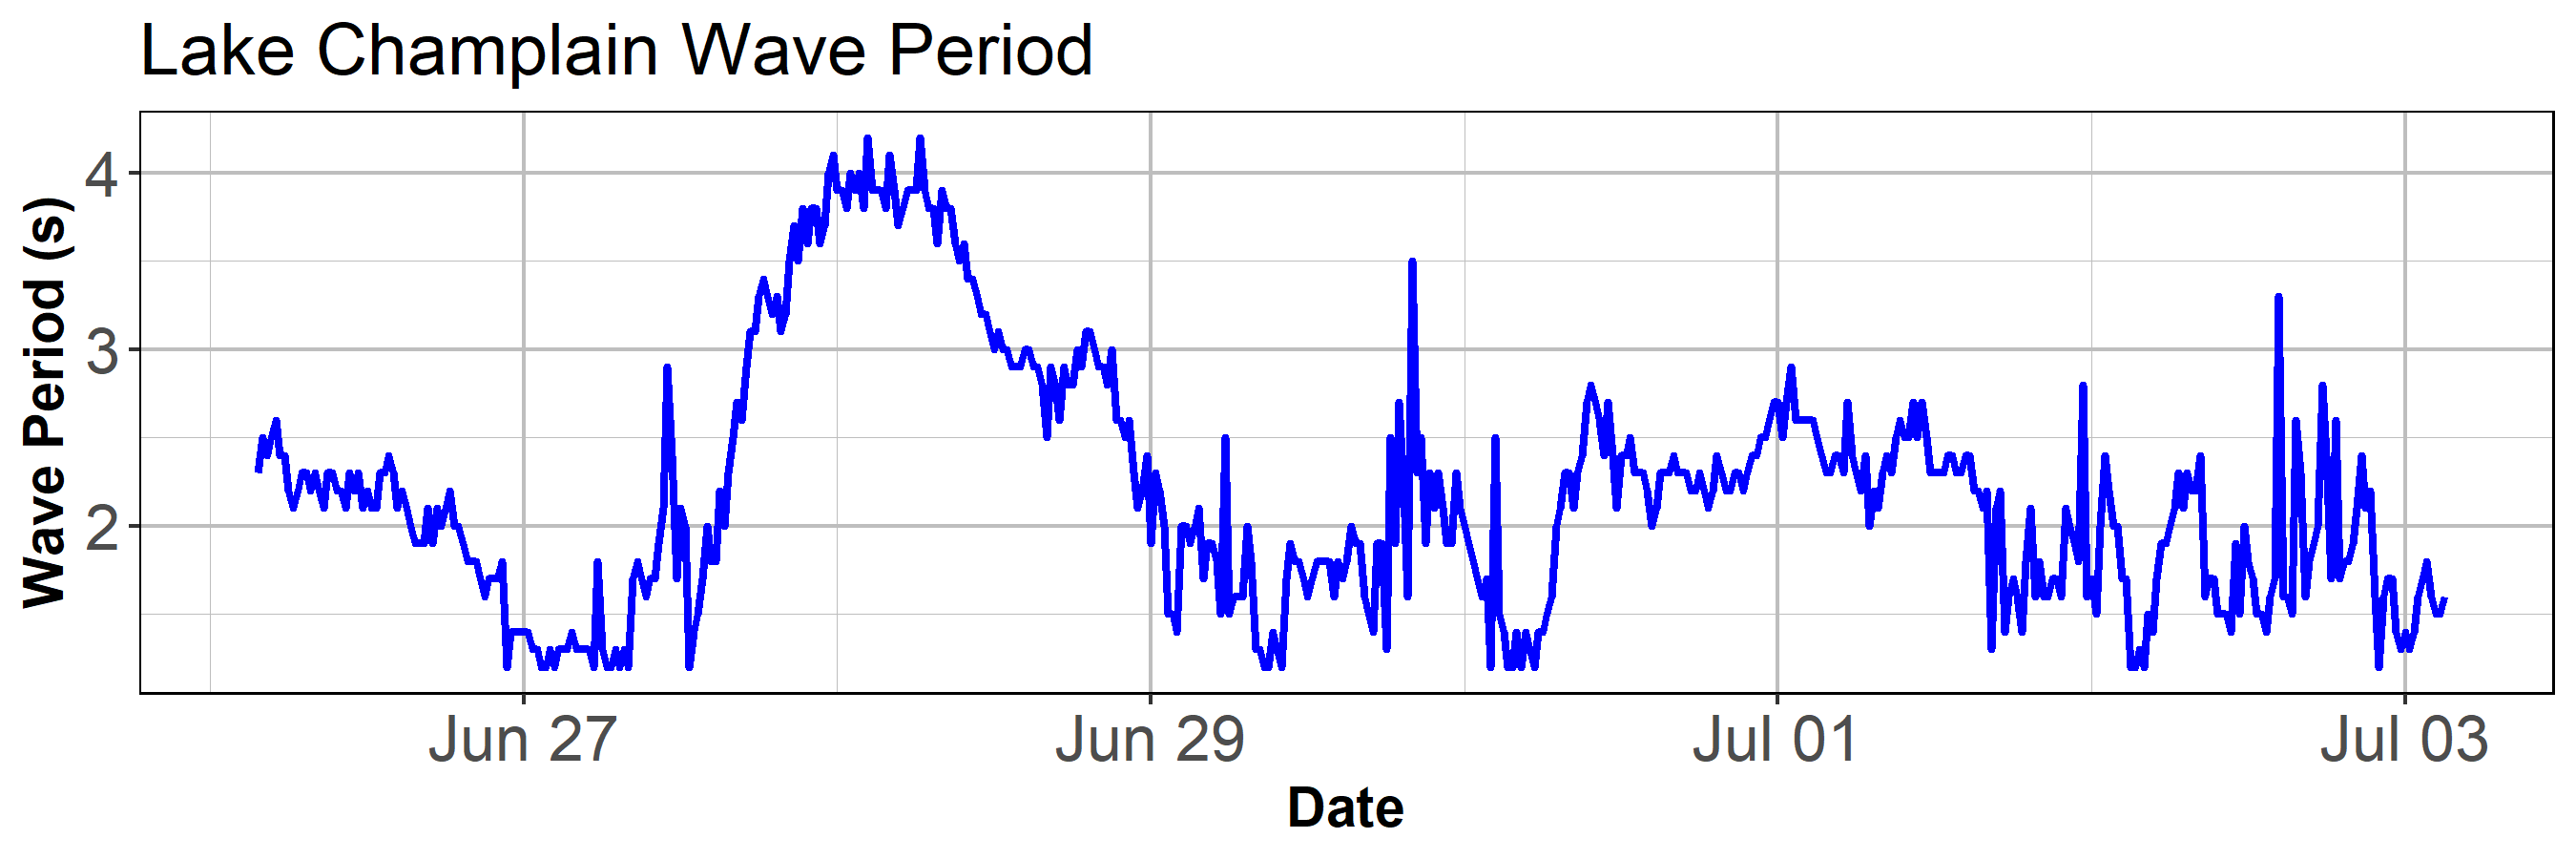 Lake Champlain Wave Period
Wave Period (s)
4
3
2
Jun 27
Jun 29
Jul 01
Jul 03
Date